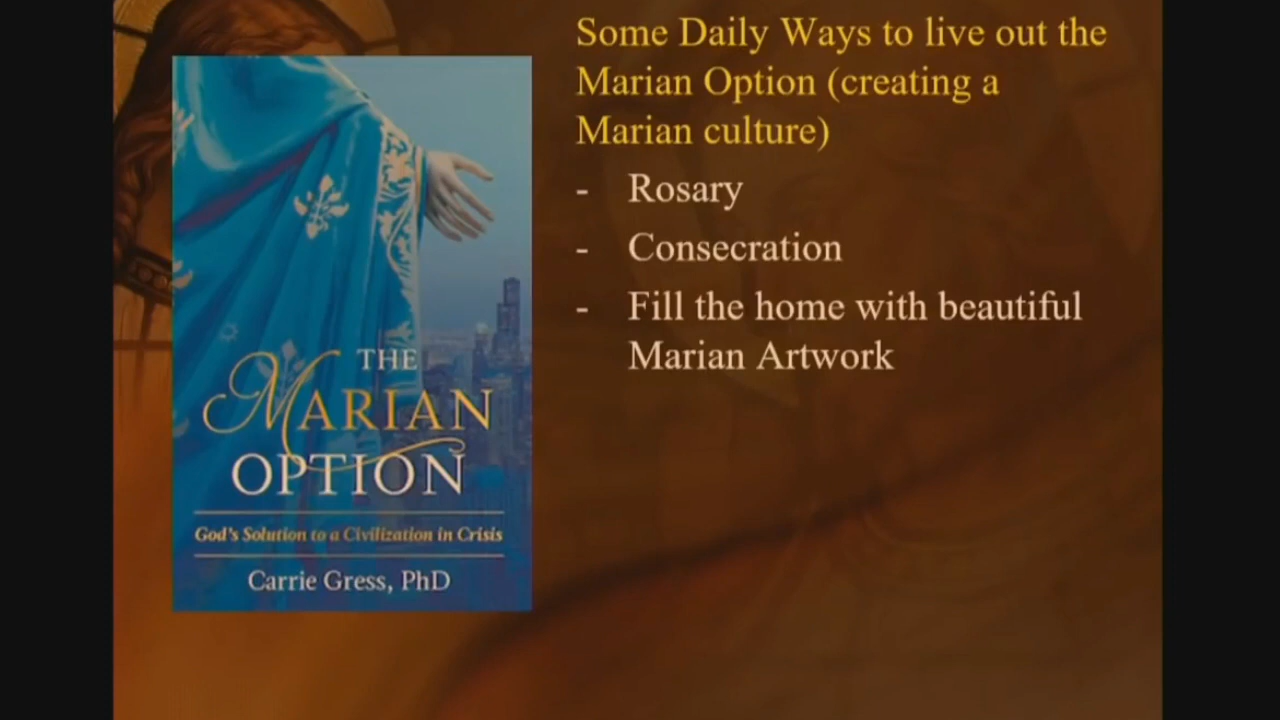 Some Daily Ways to live out the
Marian Option (creating a
Marian culture)
- Rosary
- Consecration
- Fill the home with beautiful
Marian Artwork
THE
MARIAN
OPTION
God's Solution to a Civilization in Crisis
Carrie Gress, PhD